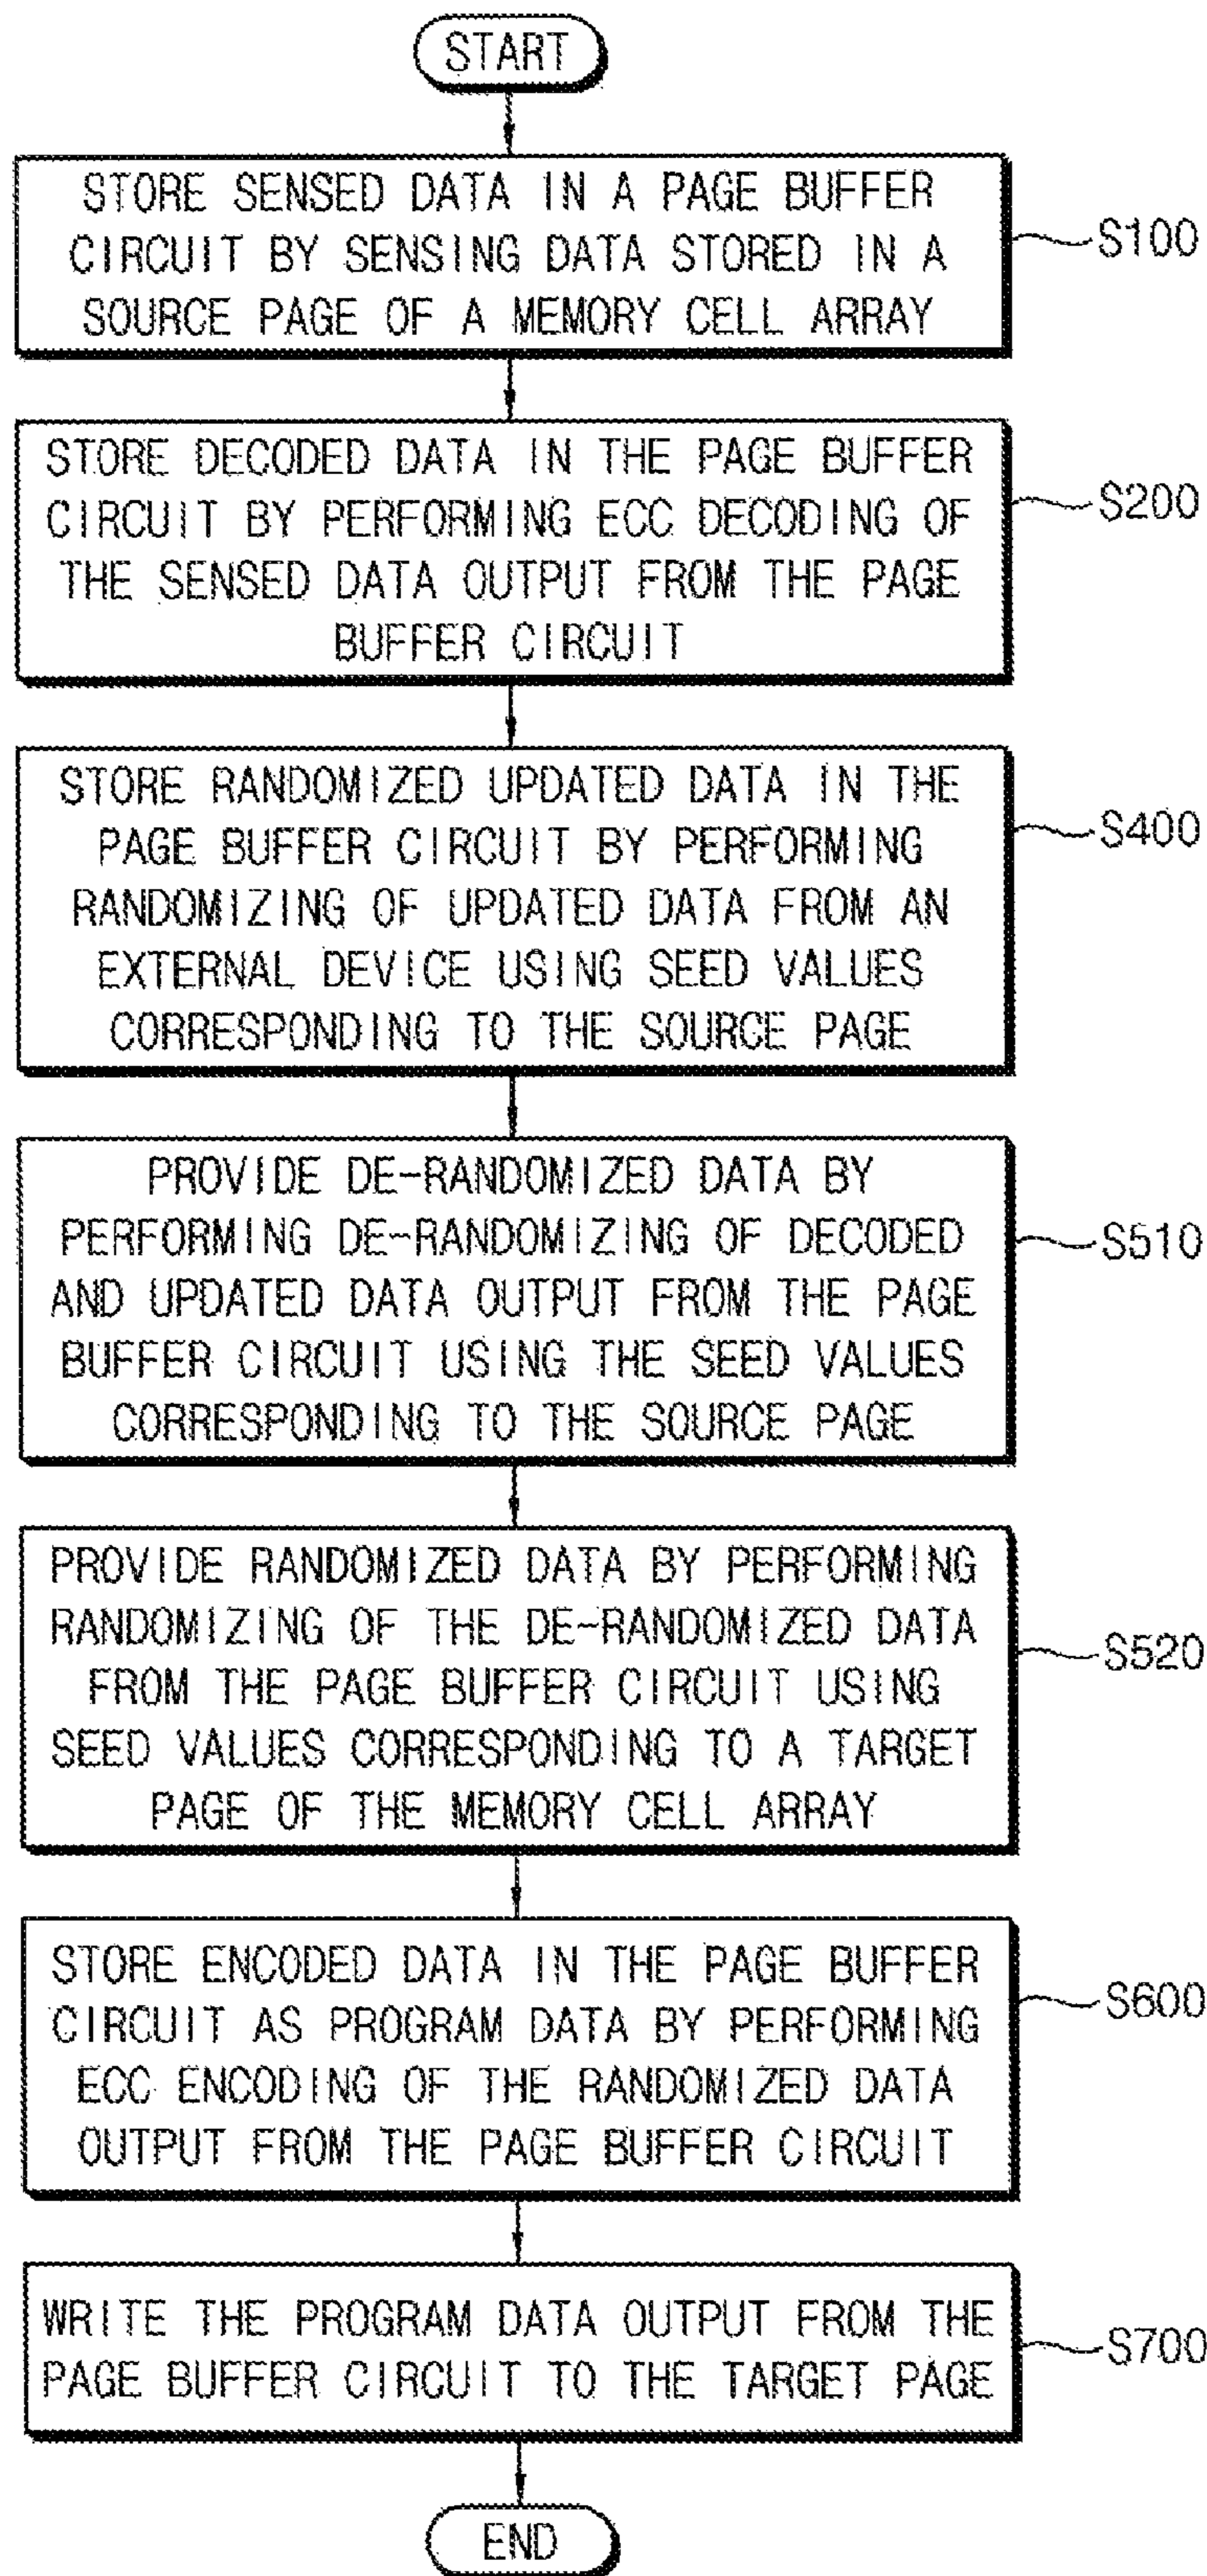 START
STORE SENSED DATA IN A PAGE BUFFER
CIRCUIT BY SENSING DATA STORED IN A
SOURCE PAGE OF A MEMORY CELL ARRAY
S100
STORE DECODED DATA IN THE PAGE BUFFER
CIRCUIT BY PERFORMING ECC DECODING OF
THE SENSED DATA OUTPUT FROM THE PAGE
BUFFER CIRCUIT
S200
STORE RANDOMIZED UPDATED DATA IN THE
PAGE BUFFER CIRCUIT BY PERFORMING
RANDOMIZING OF UPDATED DATA FROM AN
EXTERNAL DEVICE USING SEED VALUES
CORRESPONDING TO THE SOURCE PAGE
S400
PROVIDE DE-RANDOMIZED DATA BY
PERFORMING DE-RANDOMIZING OF DECODED
AND UPDATED DATA OUTPUT FROM THE PAGE
BUFFER CIRCUIT USING THE SEED VALUES
CORRESPONDING TO THE SOURCE PAGE
S510
PROVIDE RANDOMIZED DATA BY PERFORMING
RANDOMIZING OF THE DE-RANDOMIZED DATA
FROM THE PAGE BUFFER CIRCUIT USING
SEED VALUES CORRESPONDING TO A TARGET
PAGE OF THE MEMORY CELL ARRAY
S520
STORE ENCODED DATA IN THE PAGE BUFFER
CIRCUIT AS PROGRAM DATA BY PERFORMING
ECC ENCODING OF THE RANDOMIZED DATA
OUTPUT FROM THE PAGE BUFFER CIRCUIT
S600
WRITE THE PROGRAM DATA OUTPUT FROM THE
PAGE BUFFER CIRCUIT TO THE TARGET PAGE
S700
END